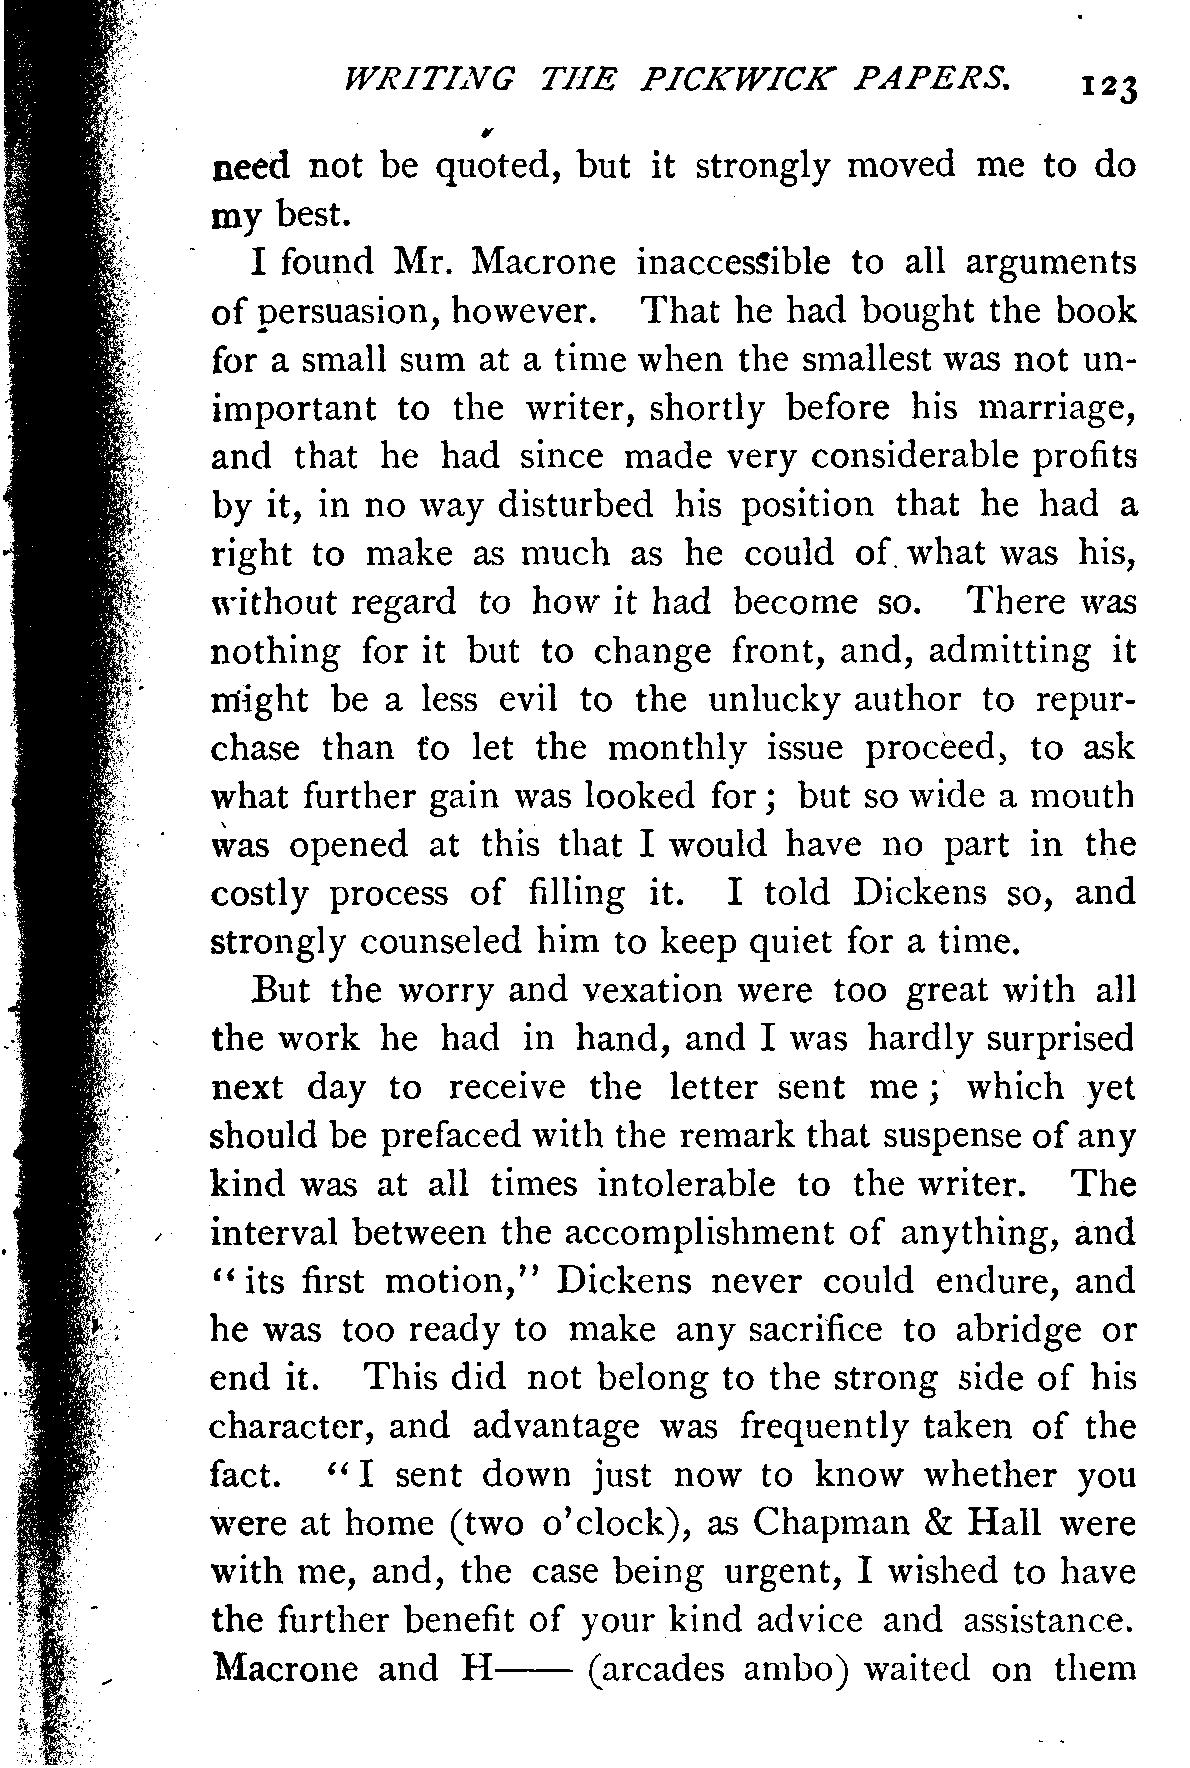 WRITING THE PICKWICK PAPERS. 123
need not be quoted, but it strongly moved me to do
my best.
I found Mr. Macrone inaccessible to all arguments
of persuasion, however. That he had bought the book
for a small sum at a time when the smallest was not un-
important to the writer, shortly before his marriage,
and that he had since made very considerable profits
by it, in no way disturbed his position that he had a
right to make as much as he could of what was his,
without regard to how it had become so. There was
nothing for it but to change front, and, admitting it
might be a less evil to the unlucky author to repur-
chase than to let the monthly issue proceed, to ask
what further gain was looked for; but so wide a mouth
was opened at this that I would have no part in the
costly process of filling it. I told Dickens so, and
strongly counseled him to keep quiet for a time.
But the worry and vexation were too great with all
the work he had in hand, and I was hardly surprised
next day to receive the letter sent me; which yet
should be prefaced with the remark that suspense of any
kind was at all times intolerable to the writer. The
interval between the accomplishment of anything, and
"its first motion," Dickens never could endure, and
he was too ready to make any sacrifice to abridge or
end it. This did not belong to the strong side of his
character, and advantage was frequently taken of the
fact. "I sent down just now to know whether you
were at home (two o'clock), as Chapman & Hall were
with me, and, the case being urgent, I wished to have
the further benefit of your kind advice and assistance.
Macrone and H—— (arcades ambo) waited on them